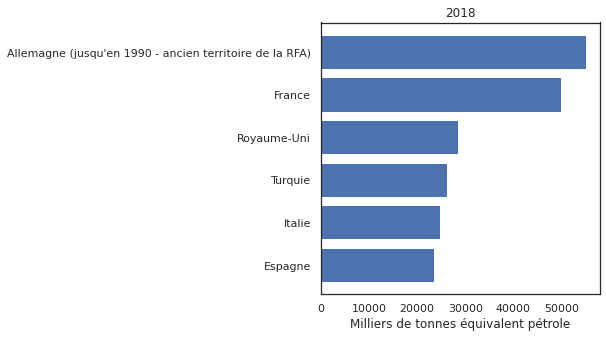 2018
Allemagne (jusqu'en 1990 - ancien territoire de la RFA)
France
Royaume-Uni
Turquie
Italie
Espagne
0 10000 20000 30000 40000 50000
Milliers de tonnes équivalent pétrole